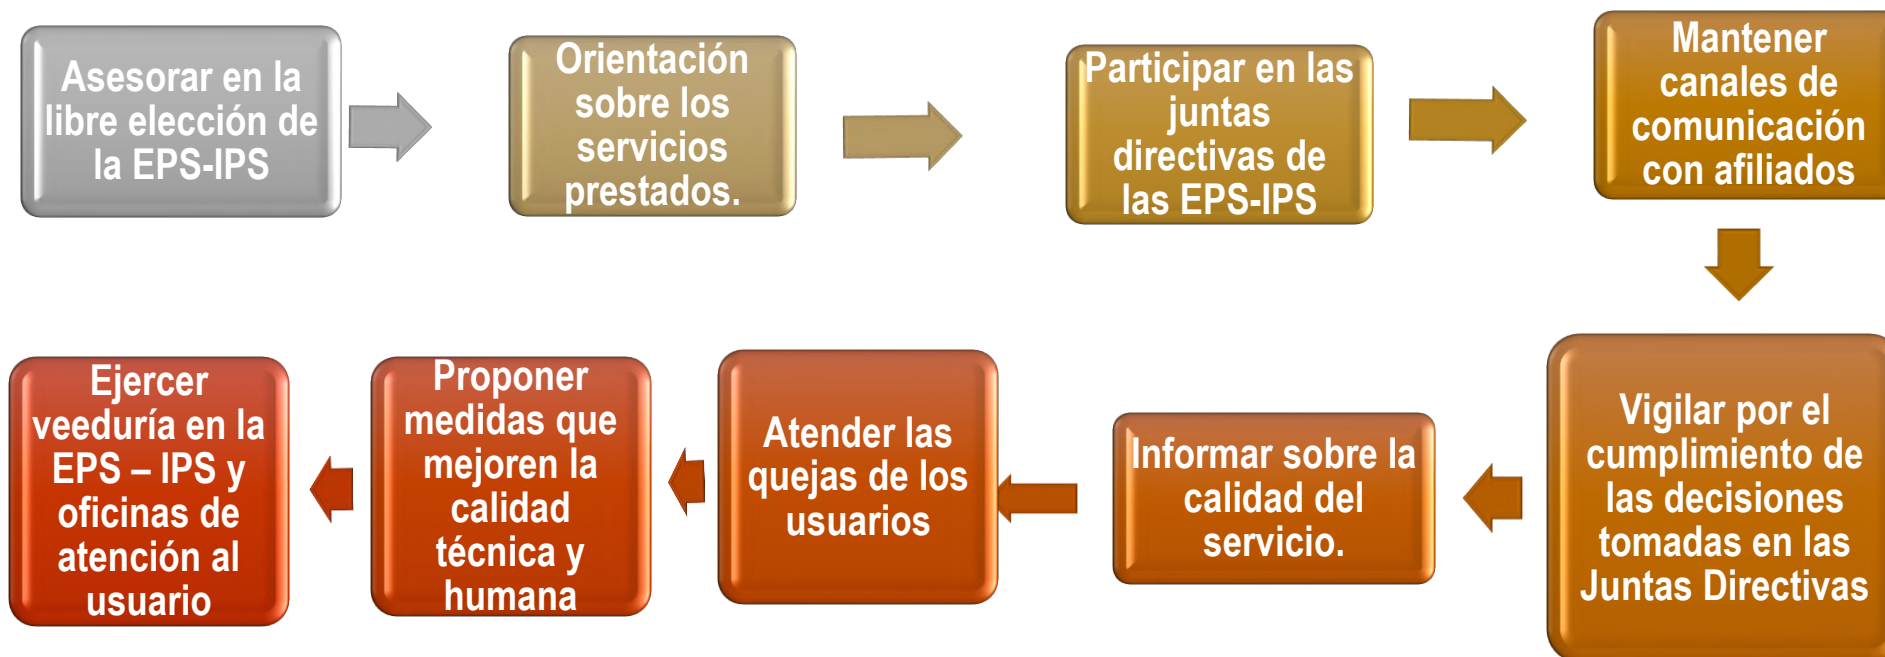 Asesorar en la
libre elección de
la EPS-IPS
Orientación
sobre los
servicios
prestados.
Participar en las
juntas
directivas de
las EPS-IPS
Mantener
canales de
comunicación
con afiliados
Vigilar por el
cumplimiento de
las decisiones
tomadas en las
Juntas Directivas
Informar sobre la
calidad del
servicio.
Atender las
quejas de los
usuarios
Proponer
medidas que
mejoren la
calidad
técnica y
humana
Ejercer
veeduría en la
EPS – IPS y
oficinas de
atención al
usuario